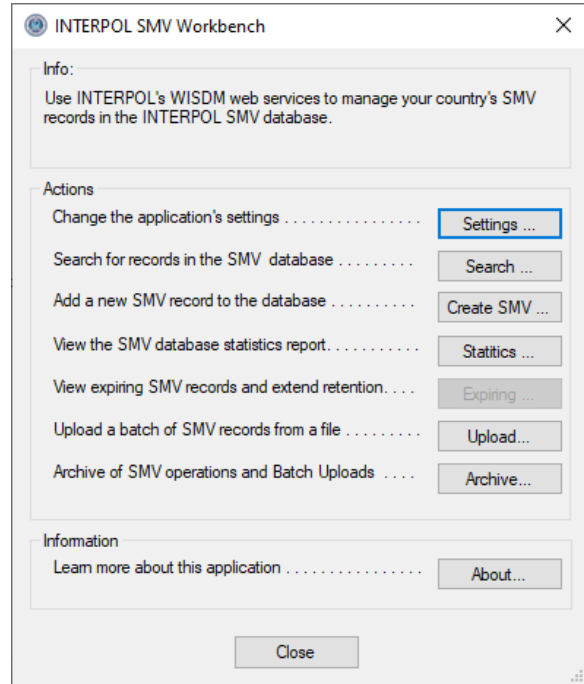 INTERPOL SMV Workbench
Info:
Use INTERPOL's WISDM web services to manage your country's SMV
records in the INTERPOL SMV database.
Actions
Change the application's settings . . . . . . . . . . . . . . . . Settings ...
Search for records in the SMV database . . . . . . . . . Search ...
Add a new SMV record to the database . . . . . . . . . . Create SMV ...
View the SMV database statistics report. . . . . . . . . . . Statitics ...
View expiring SMV records and extend retention. . . . Expiring ...
Upload a batch of SMV records from a file . . . . . . . . . Upload...
Archive of SMV operations and Batch Uploads . . . . Archive...
Information
Learn more about this application . . . . . . . . . . . . . . . . About...
Close